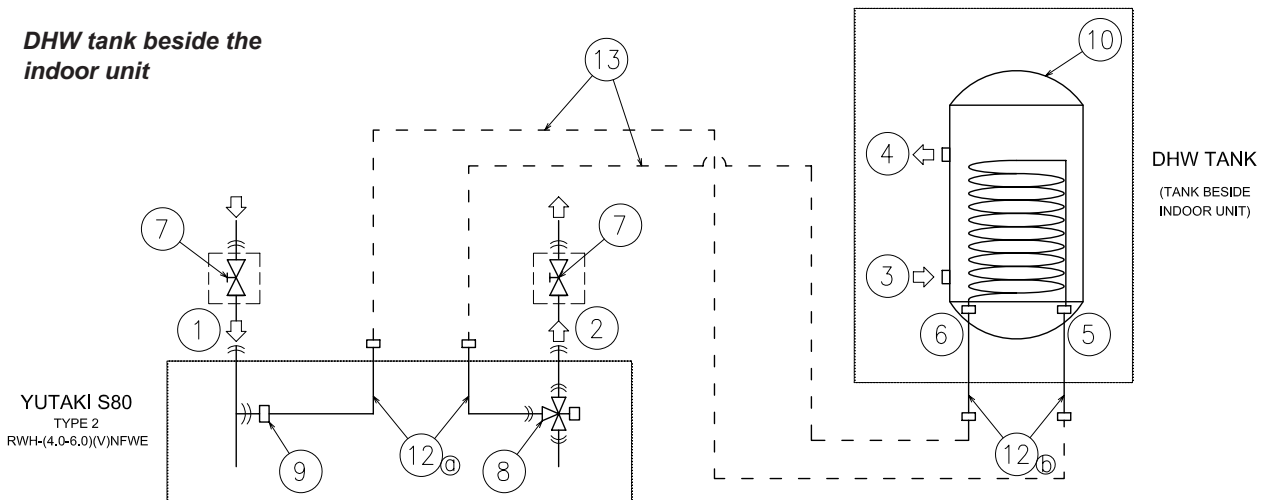 DHW tank beside the
indoor unit
13
10
4
DHW TANK
(TANK BESIDE
INDOOR UNIT)
7
7
3
1
2
6
5
YUTAKI S80
TYPE 2
RWH-(4.0-6.0)(V)NFWE
9
12 a
8
12 b